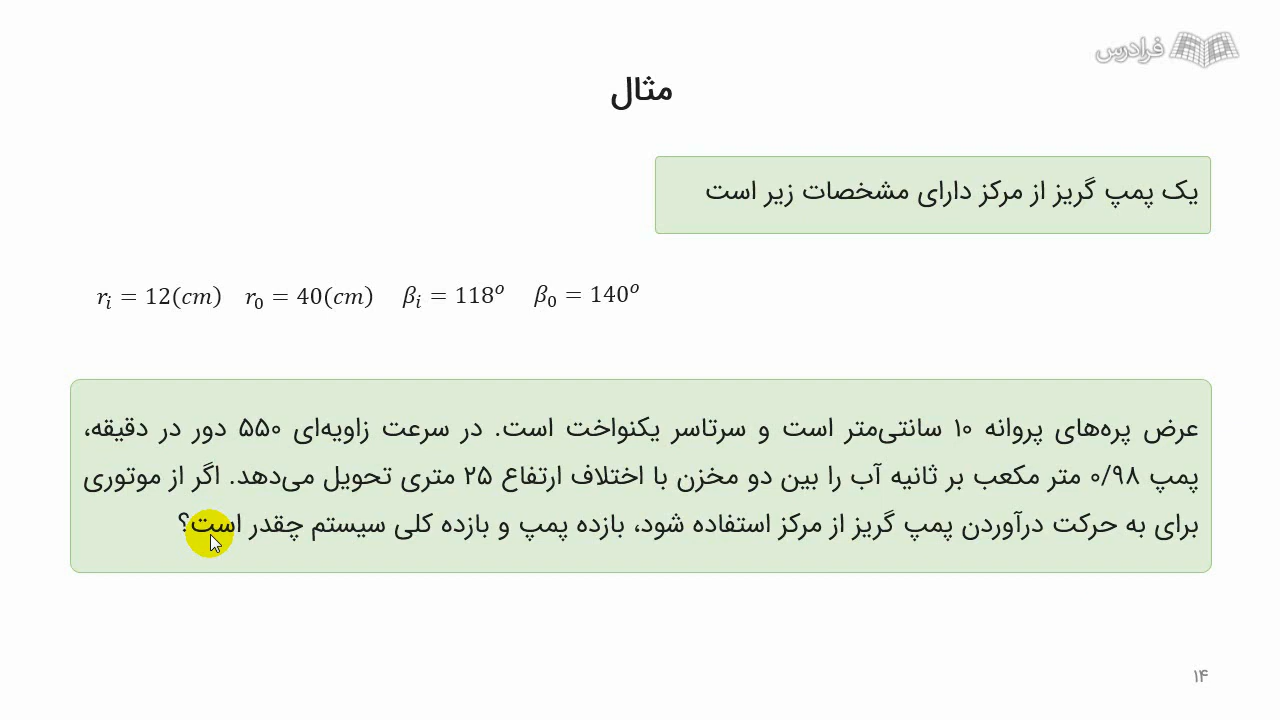 فرادرس
مثال
یک پمپ گریز از مرکز دارای مشخصات زیر است
r_i = 12(cm) r_0 = 40(cm) β_i = 118° β_0 = 140°
عرض پره‌های پروانه ۱۰ سانتی‌متر است و سرتاسر یکنواخت است. در سرعت زاویه‌ای ۵۵۰ دور در دقیقه،
پمپ ۰/۹۸ متر مکعب بر ثانیه آب را بین دو مخزن با اختلاف ارتفاع ۲۵ متری تحویل می‌دهد. اگر از موتوری
برای به حرکت درآوردن پمپ گریز از مرکز استفاده شود، بازده پمپ و بازده کلی سیستم چقدر است؟
۱۴